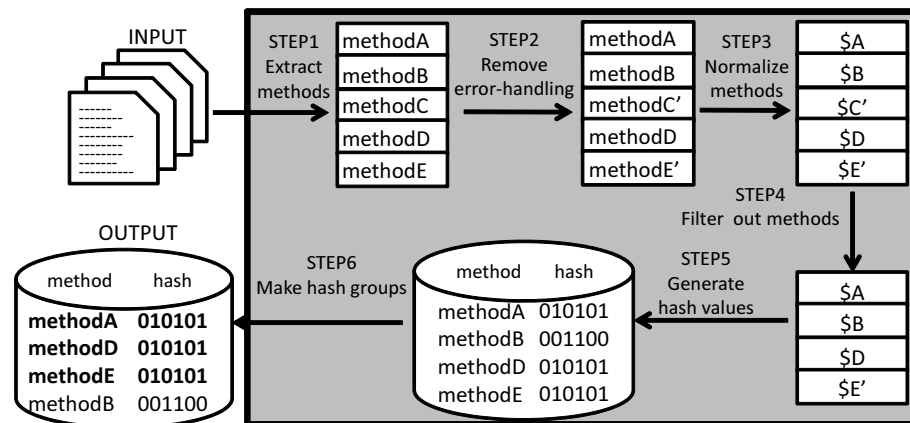 INPUT
STEP1
Extract
methods
methodA
methodB
methodC
methodD
methodE
STEP2
Remove
error-handling
methodA
methodB
methodC’
methodD
methodE’
STEP3
Normalize
methods
$A
$B
$C’
$D
$E’
STEP4
Filter out methods
$A
$B
$D
$E’
STEP5
Generate
hash values
method hash
methodA 010101
methodB 001100
methodD 010101
methodE 010101
STEP6
Make hash groups
OUTPUT
method hash
methodA 010101
methodD 010101
methodE 010101
methodB 001100